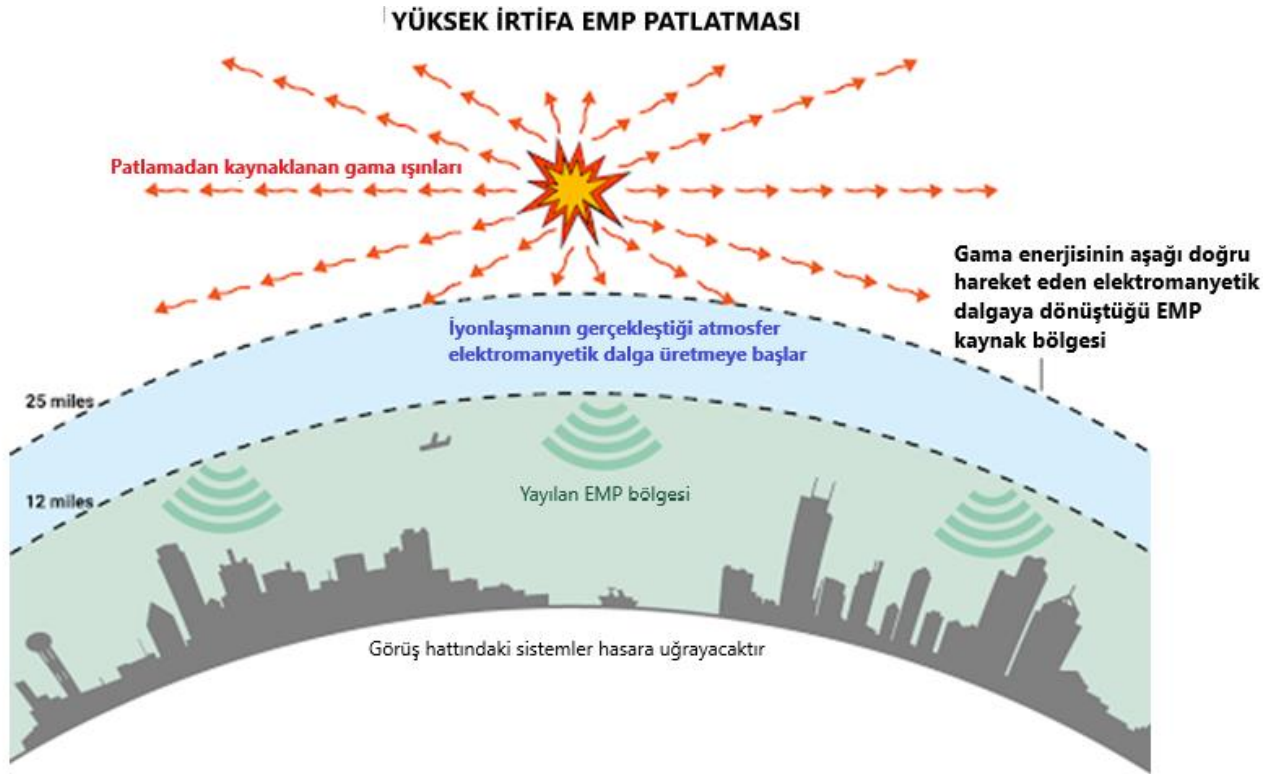 YÜKSEK İRTİFA EMP PATLATMASI
Patlamadan kaynaklanan gama ışınları
Gama enerjisinin aşağı doğru
hareket eden elektromanyetik
dalgaya dönüştüğü EMP
kaynak bölgesi
İyonlaşmanın gerçekleştiği atmosfer
elektromanyetik dalga üretmeye başlar
25 miles
12 miles
Yayılan EMP bölgesi
Görüş hattındaki sistemler hasara uğrayacaktır